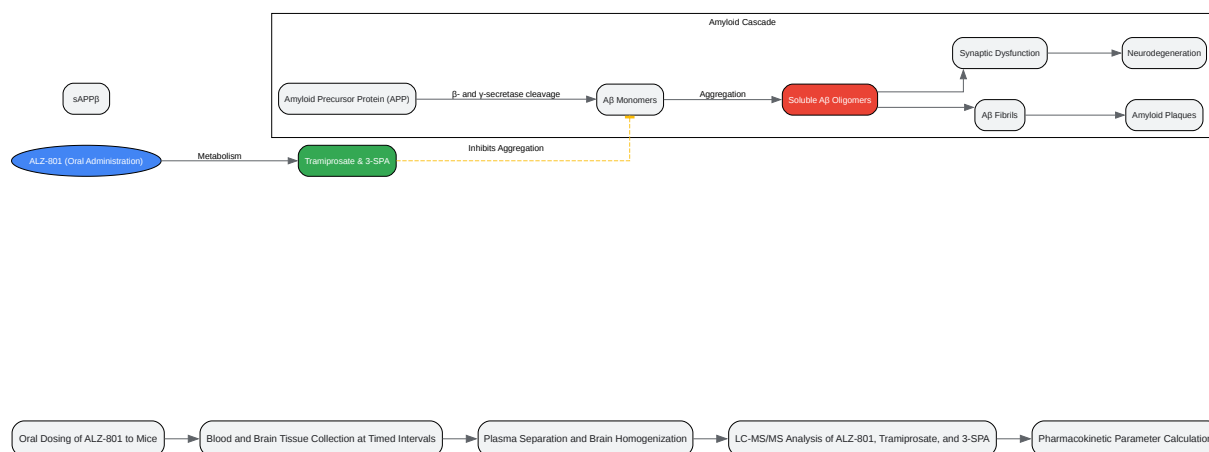 Amyloid Cascade
Synaptic Dysfunction
Neurodegeneration
sAPPβ
Amyloid Precursor Protein (APP)
β- and γ-secretase cleavage
Aβ Monomers
Aggregation
Soluble Aβ Oligomers
Aβ Fibrils
Amyloid Plaques
ALZ-801 (Oral Administration)
Metabolism
Tramiprosate & 3-SPA
Inhibits Aggregation
Oral Dosing of ALZ-801 to Mice
Blood and Brain Tissue Collection at Timed Intervals
Plasma Separation and Brain Homogenization
LC-MS/MS Analysis of ALZ-801, Tramiprosate, and 3-SPA
Pharmacokinetic Parameter Calculation